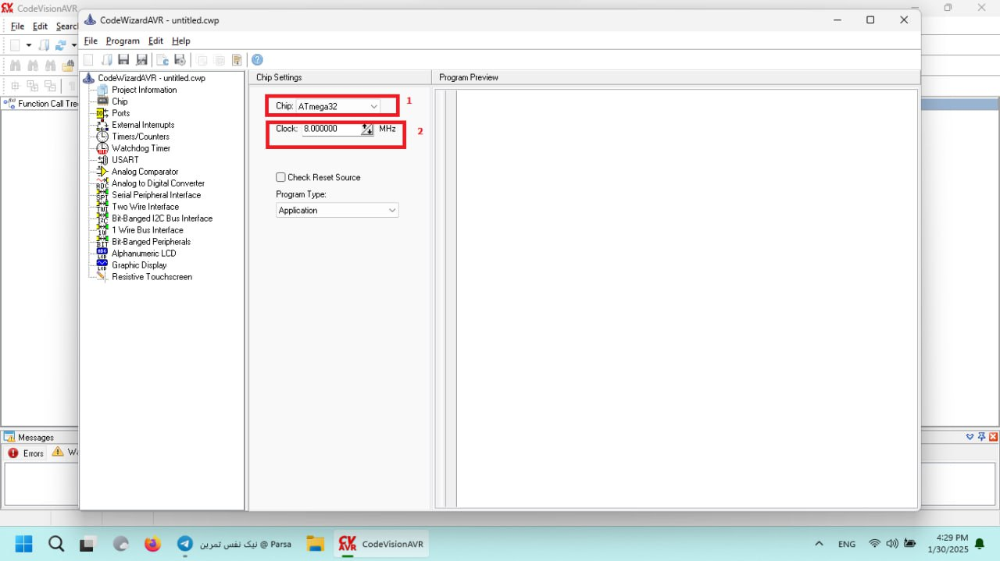 CodeVisionAVR
CodeWizardAVR - untitled.cwp
File Edit Searc
File Program Edit Help
Function Call Tre
CodeWizardAVR - untitled.cwp
Project Information
Chip
Ports
External Interrupts
Timers/Counters
Watchdog Timer
USART
Analog Comparator
Analog to Digital Converter
Serial Peripheral Interface
Two Wire Interface
Bit-Banged I2C Bus Interface
1 Wire Bus Interface
Bit-Banged Peripherals
Alphanumeric LCD
Graphic Display
Resistive Touchscreen
Chip Settings
Chip: ATmega32 1
Clock: 8.000000 MHz 2
Check Reset Source
Program Type:
Application
Program Preview
Messages
Errors
نیک نفس تمرین @ Parsa
CV AVR CodeVisionAVR
ENG
4:29 PM
1/30/2025